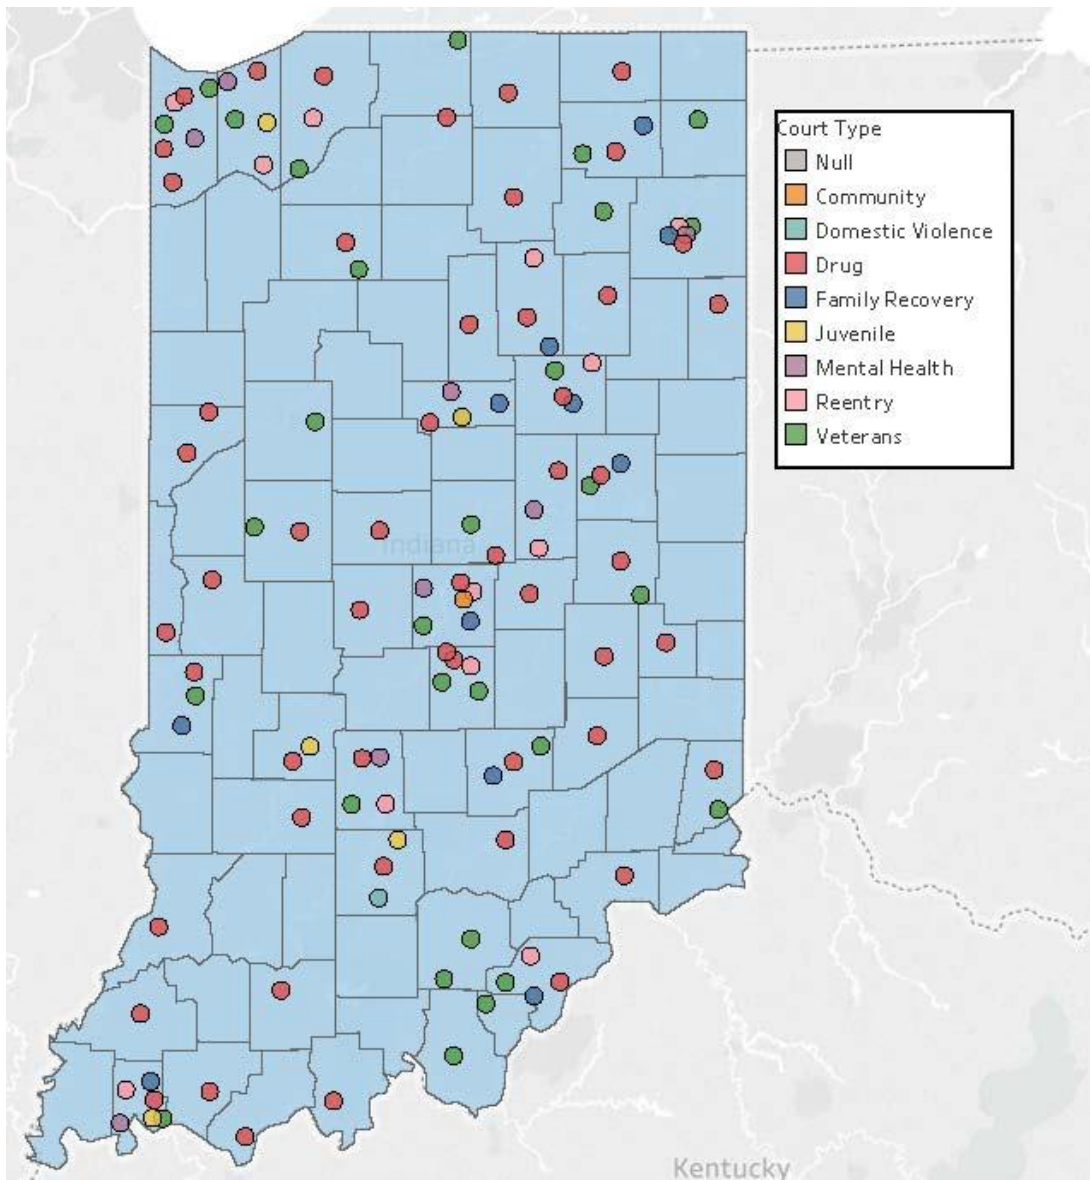 Court Type
Null
Community
Domestic Violence
Drug
Family Recovery
Juvenile
Mental Health
Reentry
Veterans
Indiana
Kentucky